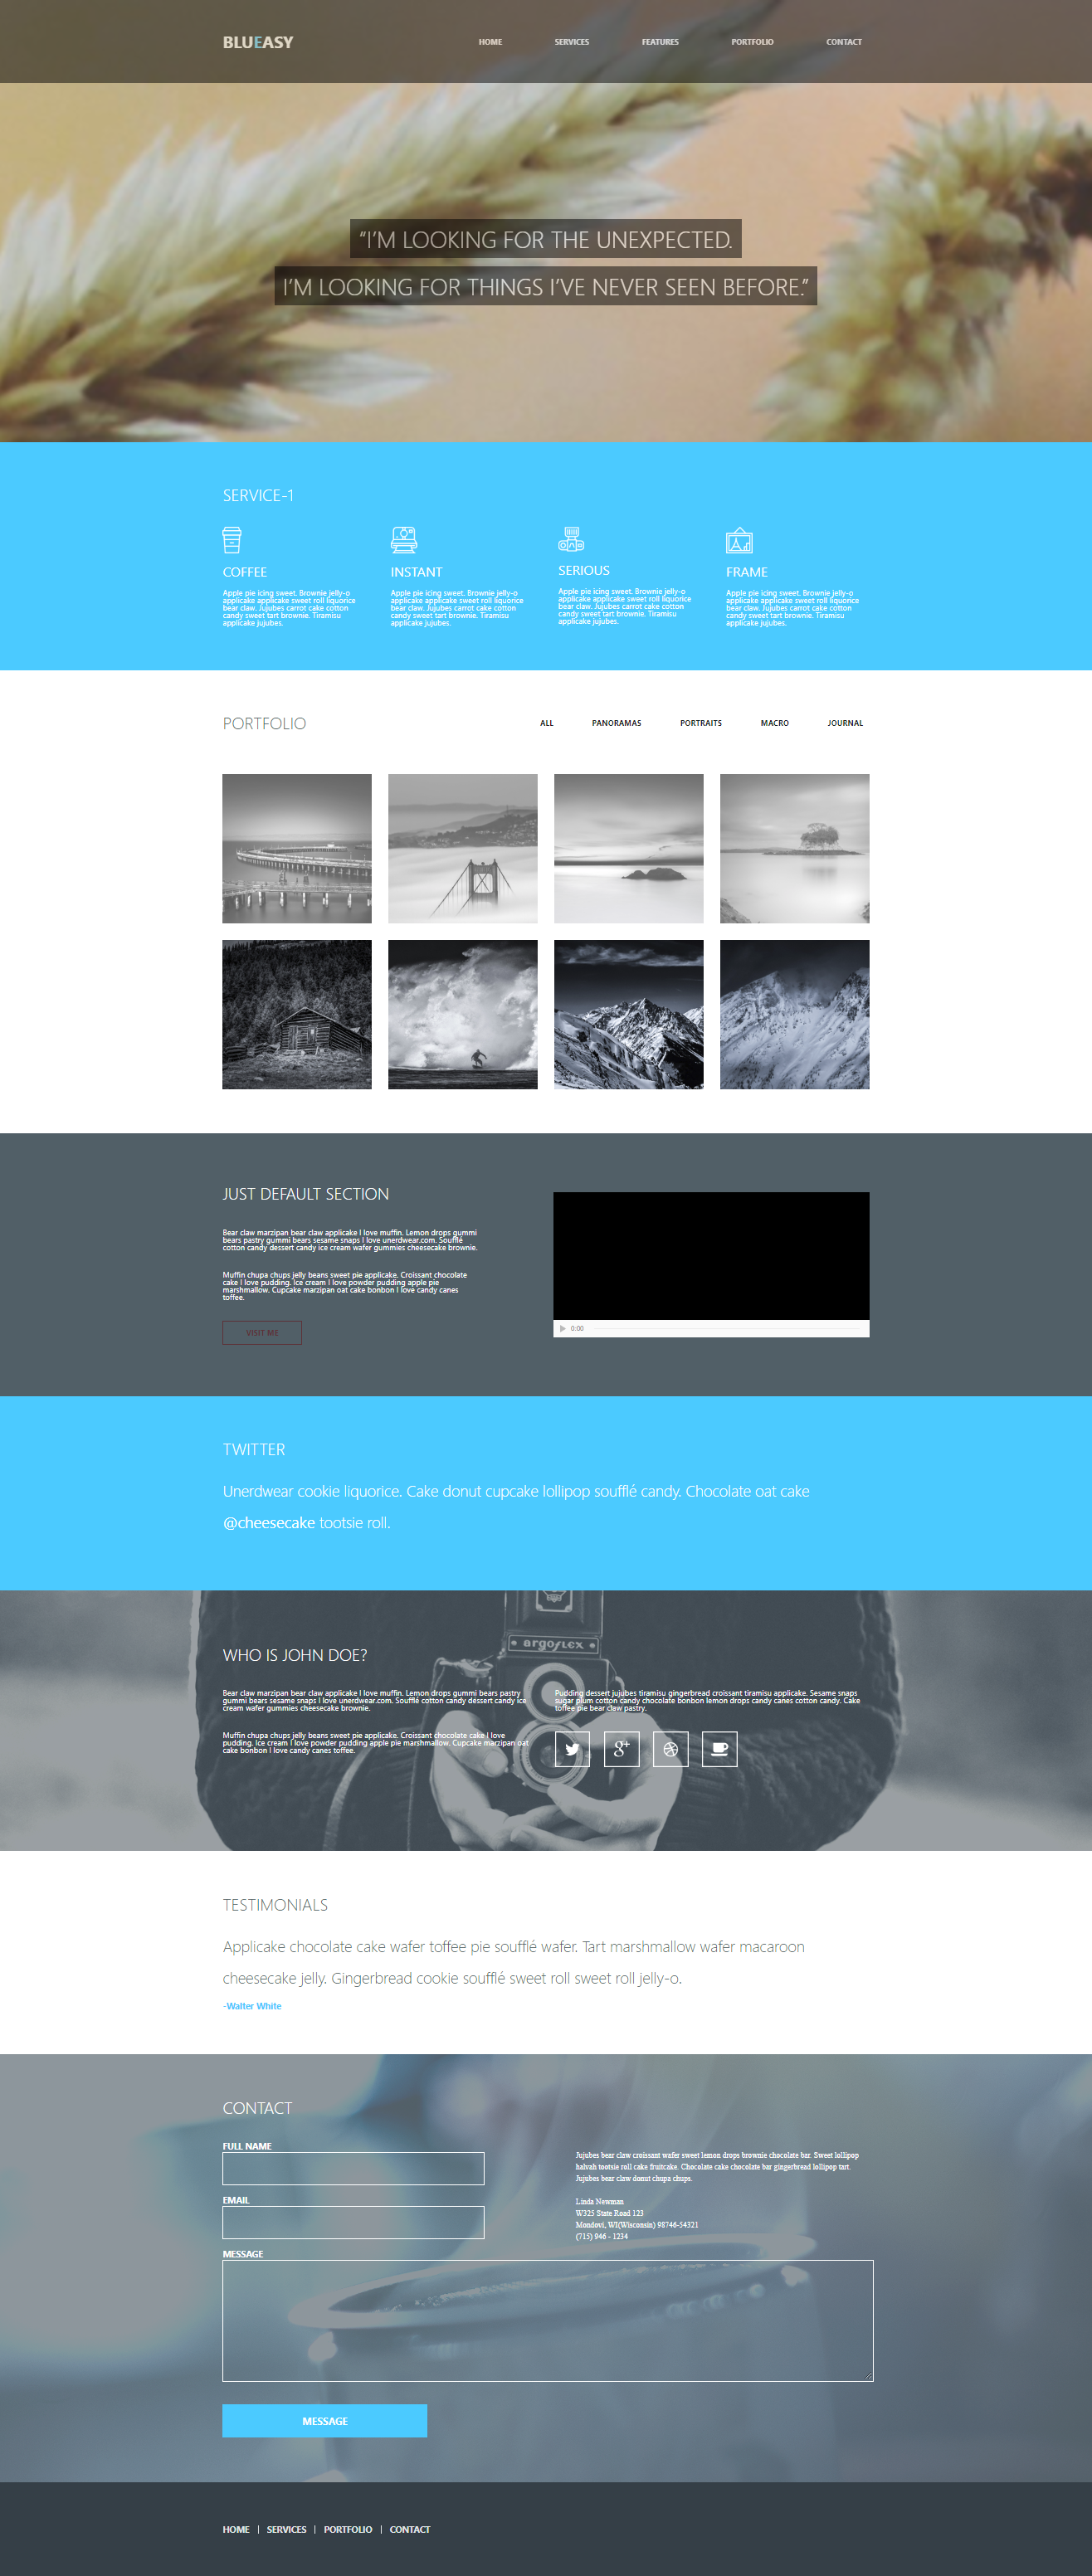 BLUEASY
HOME SERVICES FEATURES PORTFOLIO CONTACT
“I’M LOOKING FOR THE UNEXPECTED.
I’M LOOKING FOR THINGS I’VE NEVER SEEN BEFORE.”
SERVICE-1
COFFEE
Apple pie icing sweet. Brownie jelly-o
applicake applicake sweet roll liquorice
bear claw. Jujubes carrot cake cotton
candy sweet tart brownie. Tiramisu
applicake jujubes.
INSTANT
Apple pie icing sweet. Brownie jelly-o
applicake applicake sweet roll liquorice
bear claw. Jujubes carrot cake cotton
candy sweet tart brownie. Tiramisu
applicake jujubes.
SERIOUS
Apple pie icing sweet. Brownie jelly-o
applicake applicake sweet roll liquorice
bear claw. Jujubes carrot cake cotton
candy sweet tart brownie. Tiramisu
applicake jujubes.
FRAME
Apple pie icing sweet. Brownie jelly-o
applicake applicake sweet roll liquorice
bear claw. Jujubes carrot cake cotton
candy sweet tart brownie. Tiramisu
applicake jujubes.
PORTFOLIO
ALL PANORAMAS PORTRAITS MACRO JOURNAL
JUST DEFAULT SECTION
Bear claw marzipan bear claw applicake I love muffin. Lemon drops gummi
bears pastry gummi bears sesame snaps I love unerdwear.com. Soufflé
cotton candy dessert candy ice cream wafer gummies cheesecake brownie.
Muffin chupa chups jelly beans sweet pie applicake. Croissant chocolate
cake I love pudding. Ice cream I love powder pudding apple pie
marshmallow. Cupcake marzipan oat cake bonbon I love candy canes
toffee.
VISIT ME
0:00
TWITTER
Unerdwear cookie liquorice. Cake donut cupcake lollipop soufflé candy. Chocolate oat cake
@cheesecake tootsie roll.
argoflex
WHO IS JOHN DOE?
Bear claw marzipan bear claw applicake I love muffin. Lemon drops gummi bears pastry
gummi bears sesame snaps I love unerdwear.com. Soufflé cotton candy dessert candy ice
cream wafer gummies cheesecake brownie.
Muffin chupa chups jelly beans sweet pie applicake. Croissant chocolate cake I love
pudding. Ice cream I love powder pudding apple pie marshmallow. Cupcake marzipan oat
cake bonbon I love candy canes toffee.
Pudding dessert jujubes tiramisu gingerbread croissant tiramisu applicake. Sesame snaps
sugar plum cotton candy chocolate bonbon lemon drops candy canes cotton candy. Cake
toffee pie bear claw pastry.
g+
TESTIMONIALS
Applicake chocolate cake wafer toffee pie soufflé wafer. Tart marshmallow wafer macaroon
cheesecake jelly. Gingerbread cookie soufflé sweet roll sweet roll jelly-o.
-Walter White
CONTACT
FULL NAME
EMAIL
Jujubes bear claw croissant wafer sweet lemon drops brownie chocolate bar. Sweet lollipop
halvah tootsie roll cake fruitcake. Chocolate cake chocolate bar gingerbread lollipop tart.
Jujubes bear claw donut chupa chups.
Linda Newman
W325 State Road 123
Mondovi, WI(Wisconsin) 98746-54321
(715) 946 - 1234
MESSAGE
MESSAGE
HOME | SERVICES | PORTFOLIO | CONTACT